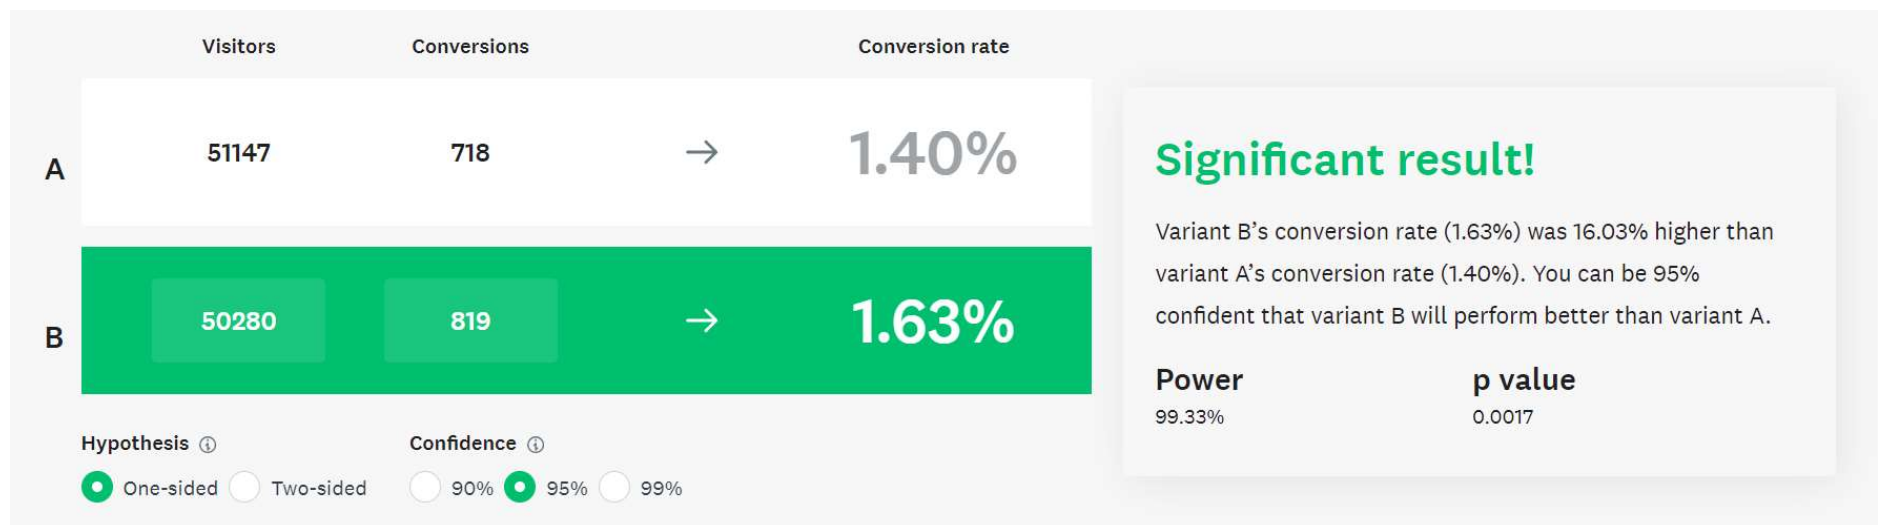 Visitors Conversions Conversion rate
A 51147 718 → 1.40%
B 50280 819 → 1.63%
Hypothesis Confidence
One-sided Two-sided 90% 95% 99%
Significant result!
Variant B’s conversion rate (1.63%) was 16.03% higher than
variant A’s conversion rate (1.40%). You can be 95%
confident that variant B will perform better than variant A.
Power p value
99.33% 0.0017